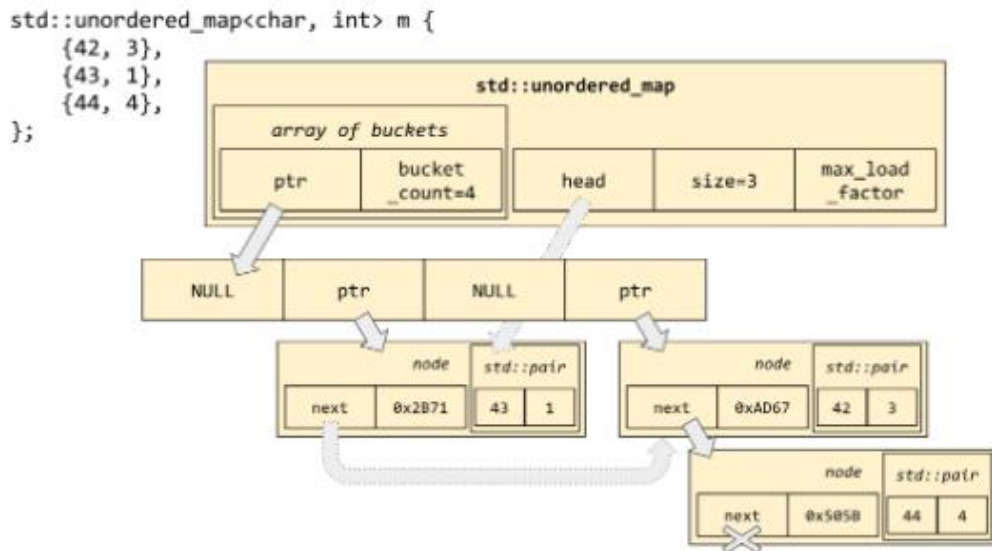 std::unordered_map<char, int> m {
    {42, 3},
    {43, 1},
    {44, 4},
};
std::unordered_map
array of buckets
ptr
bucket
_count=4
head
size=3
max_load
_factor
NULL
ptr
NULL
ptr
node
std::pair
next
0x2B71
43
1
node
std::pair
next
0xAD67
42
3
node
std::pair
next
0x505B
44
4